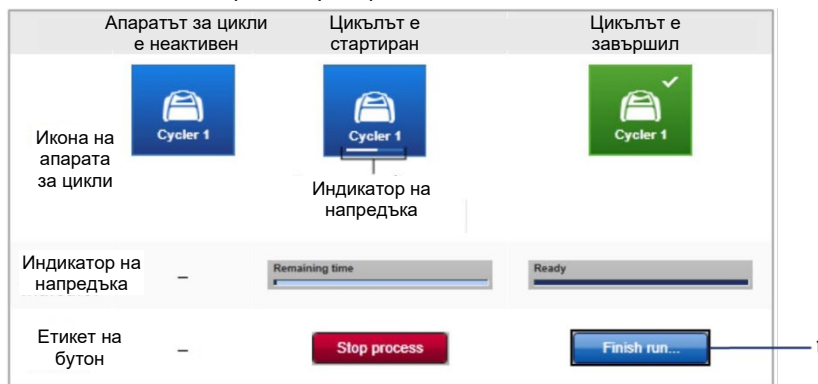 Апаратът за цикли
е неактивен
Цикълът е
стартиран
Цикълът е
завършил
Икона на
апарата
за цикли
Cycler 1
Cycler 1
Cycler 1
Индикатор на
напредъка
Индикатор на
напредъка
–
Remaining time
Ready
Етикет на
бутон
–
Stop process
Finish run...